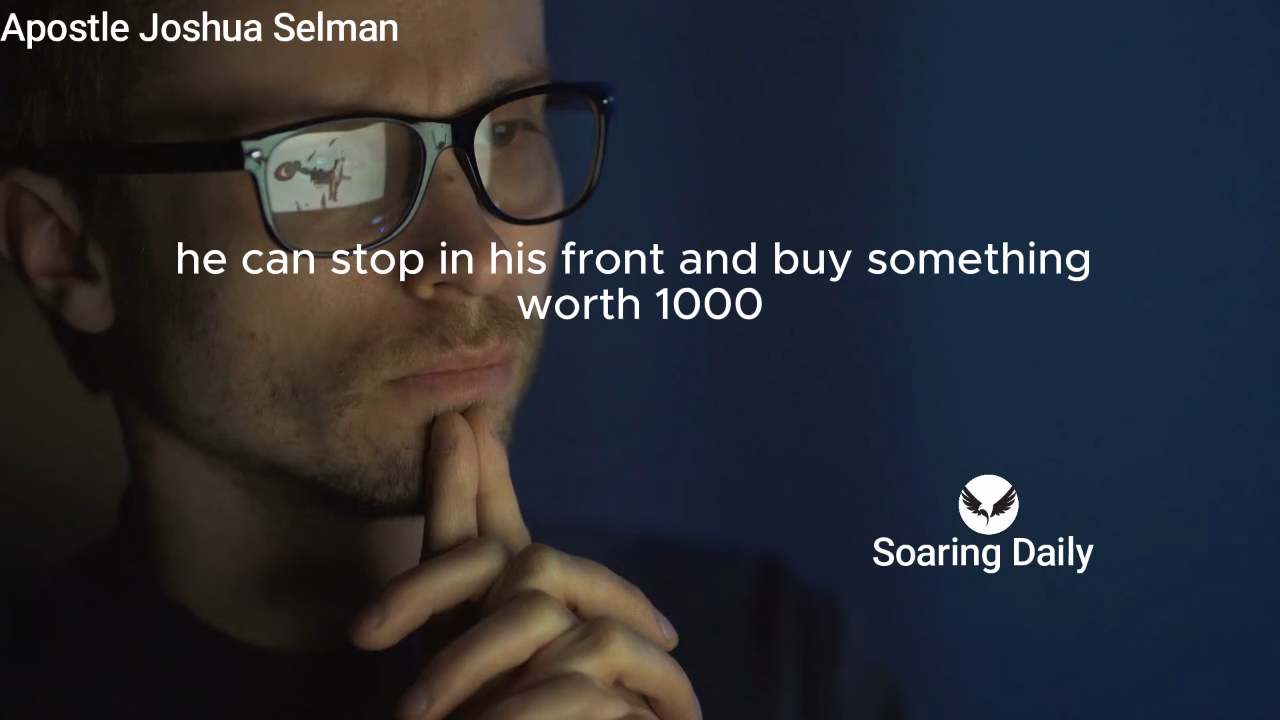 Apostle Joshua Selman
he can stop in his front and buy something
worth 1000
Soaring Daily